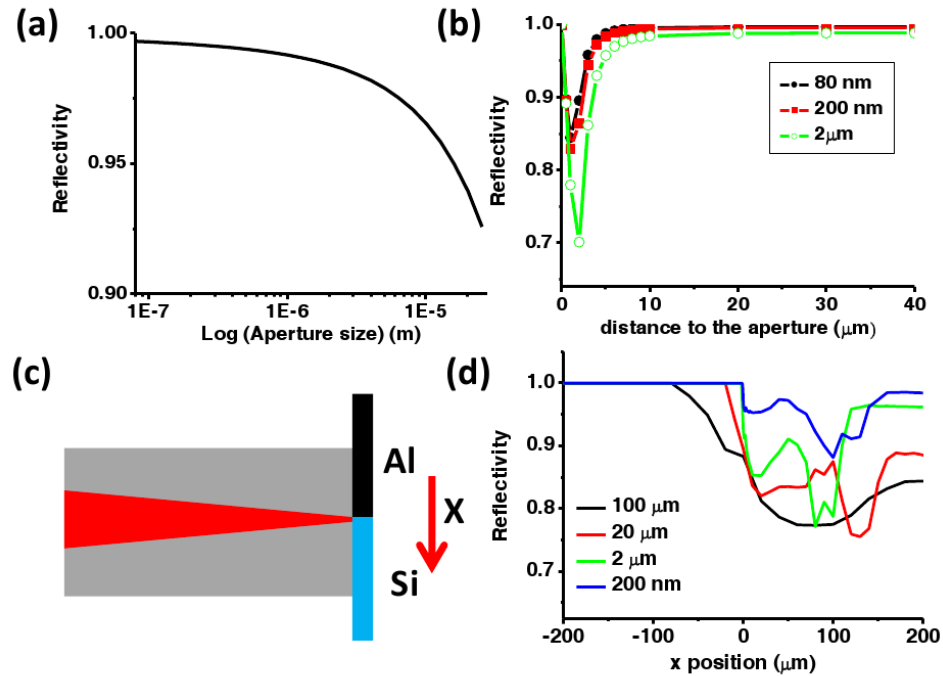 (a)
1.00
0.95
0.90
Reflectivity
1E-7
1E-6
1E-5
Log (Aperture size) (m)
(b)
1.0
0.9
0.8
0.7
Reflectivity
80 nm
200 nm
2μm
0
10
20
30
40
distance to the aperture (μm)
(c)
Al
X
Si
(d)
1.0
0.9
0.8
0.7
Reflectivity
100 μm
20 μm
2 μm
200 nm
-200
-100
0
100
200
x position (μm)